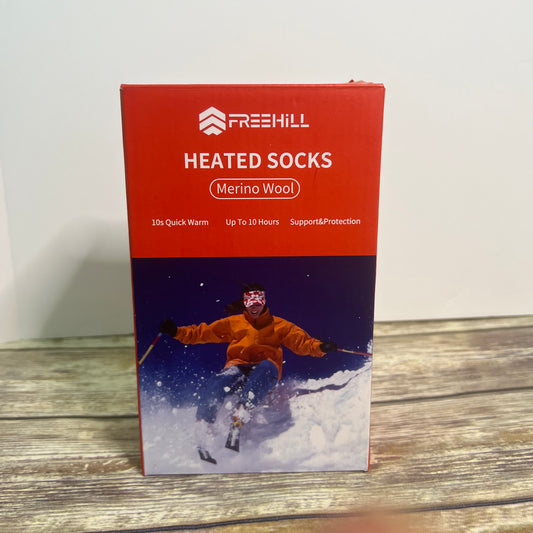 FREEHiLL
HEATED SOCKS
Merino Wool
10s Quick Warm Up To 10 Hours Support&Protection